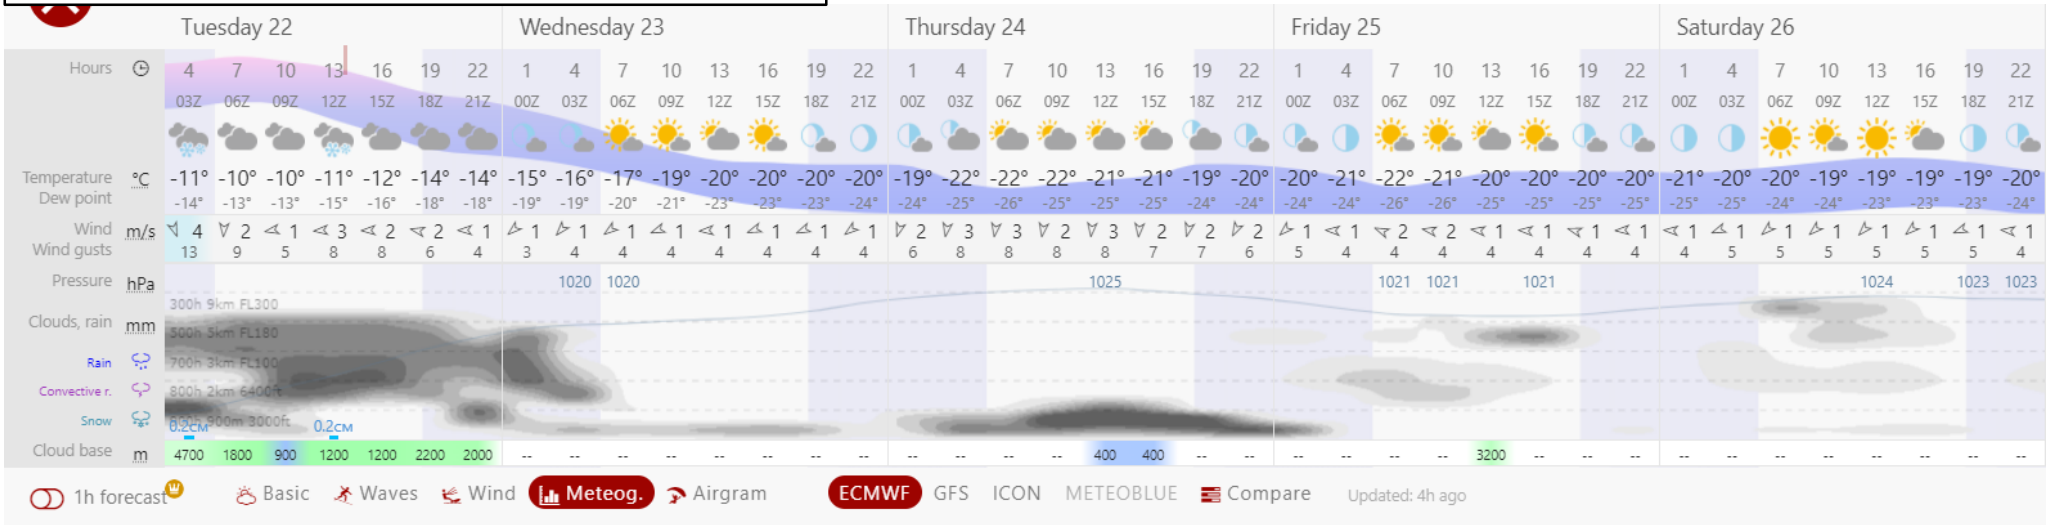 Tuesday 22 Wednesday 23 Thursday 24 Friday 25 Saturday 26
Hours 4 7 10 13 16 19 22 1 4 7 10 13 16 19 22 1 4 7 10 13 16 19 22 1 4 7 10 13 16 19 22 1 4 7 10 13 16 19 22
03Z 06Z 09Z 12Z 15Z 18Z 21Z 00Z 03Z 06Z 09Z 12Z 15Z 18Z 21Z 00Z 03Z 06Z 09Z 12Z 15Z 18Z 21Z 00Z 03Z 06Z 09Z 12Z 15Z 18Z 21Z 00Z 03Z 06Z 09Z 12Z 15Z 18Z 21Z
Temperature °C -11° -10° -10° -11° -12° -14° -14° -15° -16° -17° -19° -20° -20° -20° -20° -19° -22° -22° -22° -21° -21° -19° -20° -20° -21° -22° -21° -20° -20° -20° -20° -21° -20° -20° -19° -19° -19° -19° -20°
Dew point -14° -13° -13° -15° -16° -18° -18° -19° -19° -20° -21° -23° -23° -23° -24° -24° -25° -26° -26° -25° -25° -24° -24° -24° -24° -26° -26° -25° -25° -25° -25° -25° -25° -24° -24° -23° -23° -23° -24°
Wind m/s 4 2 1 3 2 2 1 1 1 1 1 1 1 1 1 2 3 3 2 3 2 2 2 1 1 2 2 1 1 1 1 1 1 1 1 1 1 1 1
Wind gusts 13 9 5 8 8 6 4 3 4 4 4 4 4 4 4 6 8 8 8 8 7 7 6 5 4 4 4 4 4 4 4 4 5 5 5 5 5 5 4
Pressure hPa 1020 1020 1025 1021 1021 1021 1024 1023 1023
300h 9km FL300
Clouds, rain mm
500h 5km FL180
Rain 700h 3km FL100
Convective r. 800h 2km 6400ft
Snow 900m 3000ft
0.2см 0.2см
Cloud base m 4700 1800 900 1200 1200 2200 2000 -- -- -- -- -- -- -- -- -- -- -- -- 400 400 -- -- -- -- -- -- 3200 -- -- -- -- -- -- -- -- -- -- --
1h forecast Basic Waves Wind Meteog. Airgram ECMWF GFS ICON METEOBLUE Compare Updated: 4h ago